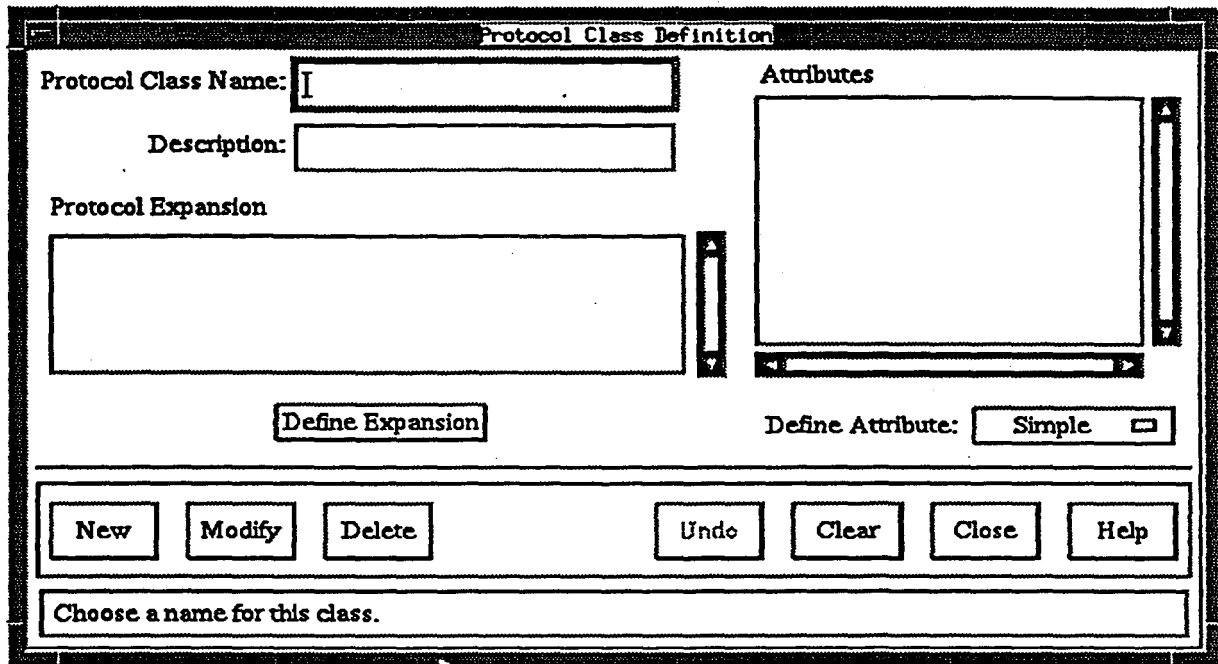 Protocol Class Definition
Protocol Class Name:
Description:
Protocol Expansion
Define Expansion
Attributes
Define Attribute: Simple
New Modify Delete Undo Clear Close Help
Choose a name for this class.